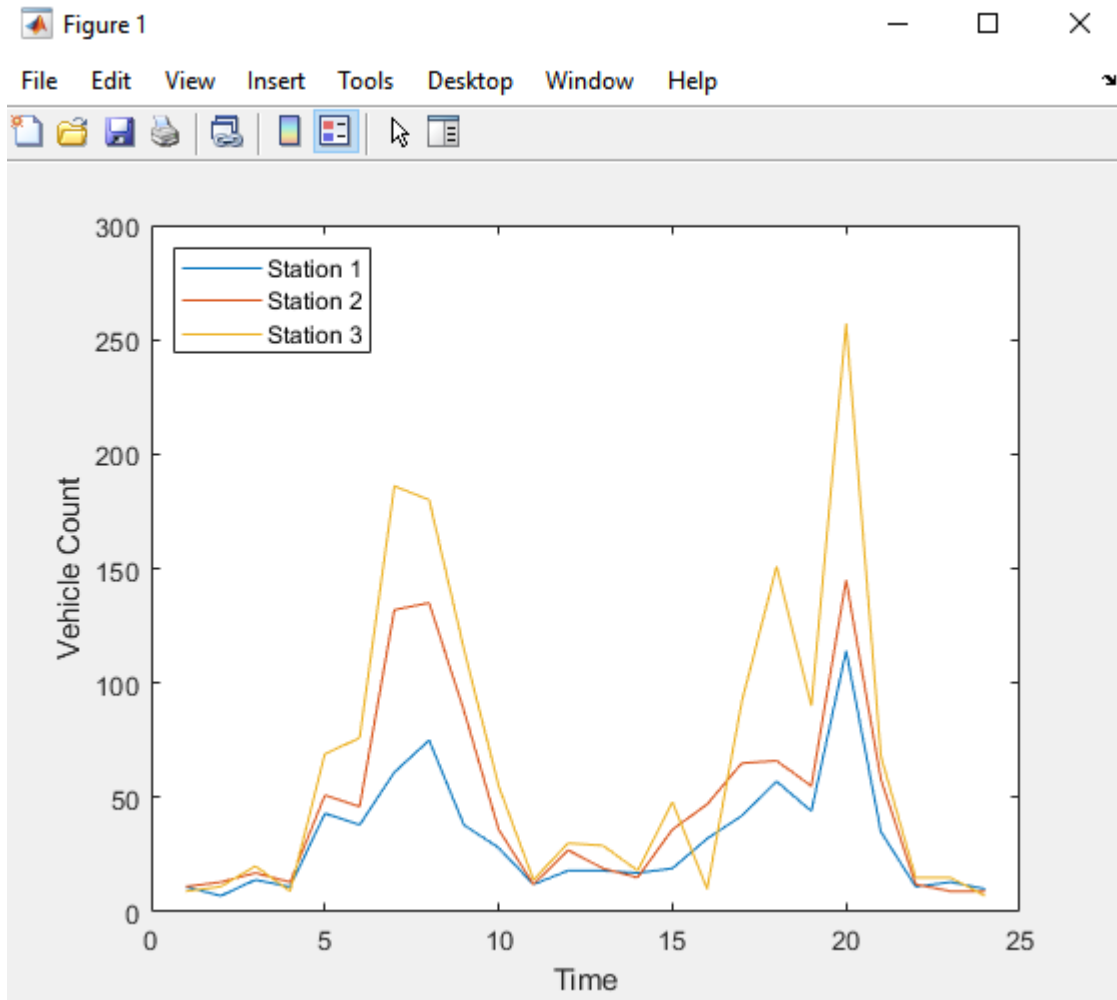 Figure 1
File Edit View Insert Tools Desktop Window Help
300
250
200
150
100
50
0
Vehicle Count
Station 1
Station 2
Station 3
0 5 10 15 20 25
Time